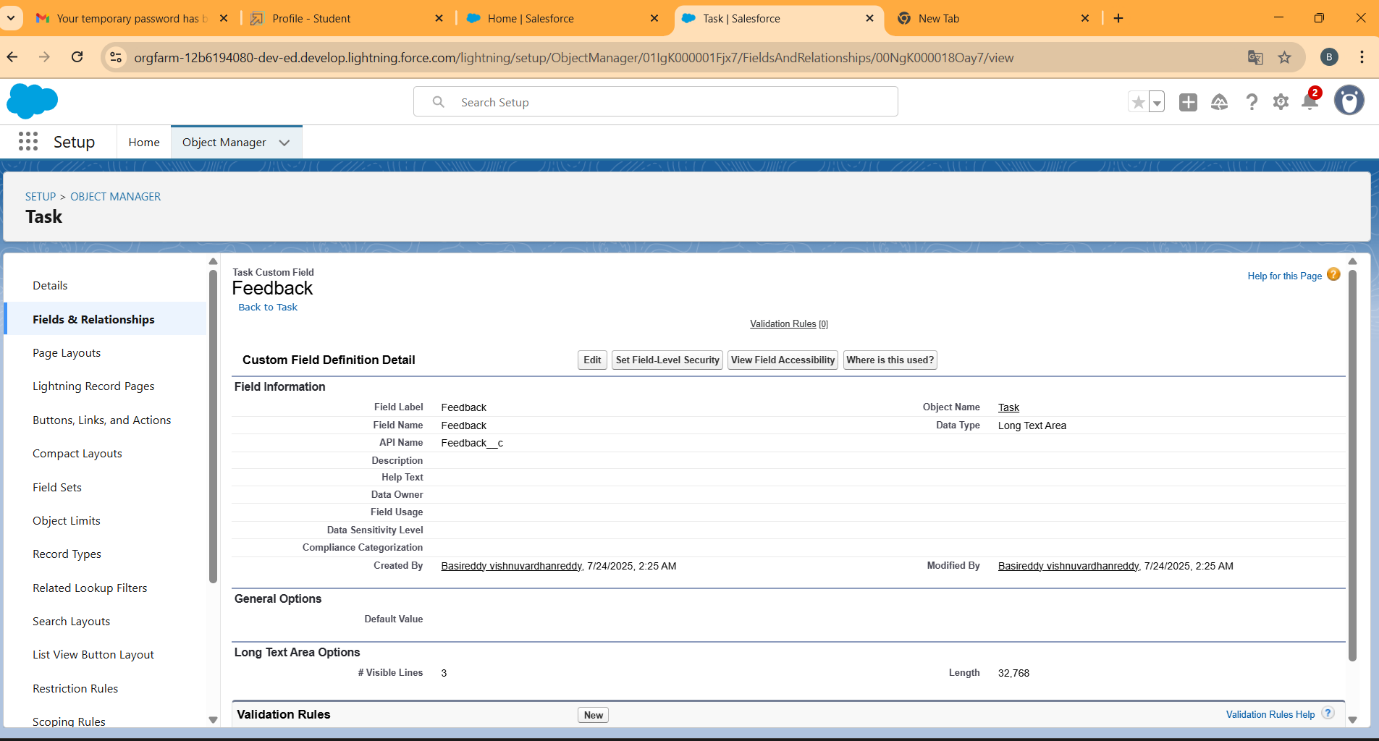 Your temporary password has b
Profile - Student
Home | Salesforce
Task | Salesforce
New Tab
orgfarm-12b6194080-dev-ed.develop.lightning.force.com/lightning/setup/ObjectManager/01IgK000001Fjx7/FieldsAndRelationships/00NgK000018Oay7/view
B
Search Setup
2
Setup
Home
Object Manager
SETUP > OBJECT MANAGER
Task
Details
Fields & Relationships
Page Layouts
Lightning Record Pages
Buttons, Links, and Actions
Compact Layouts
Field Sets
Object Limits
Record Types
Related Lookup Filters
Search Layouts
List View Button Layout
Restriction Rules
Scoping Rules
Task Custom Field
Feedback
Back to Task
Help for this Page ?
Validation Rules [0]
Custom Field Definition Detail
Edit
Set Field-Level Security
View Field Accessibility
Where is this used?
Field Information
Field Label Feedback Object Name Task
Field Name Feedback Data Type Long Text Area
API Name Feedback__c
Description
Help Text
Data Owner
Field Usage
Data Sensitivity Level
Compliance Categorization
Created By Basireddy vishnuvardhanreddy, 7/24/2025, 2:25 AM Modified By Basireddy vishnuvardhanreddy, 7/24/2025, 2:25 AM
General Options
Default Value
Long Text Area Options
# Visible Lines 3 Length 32,768
Validation Rules New Validation Rules Help ?